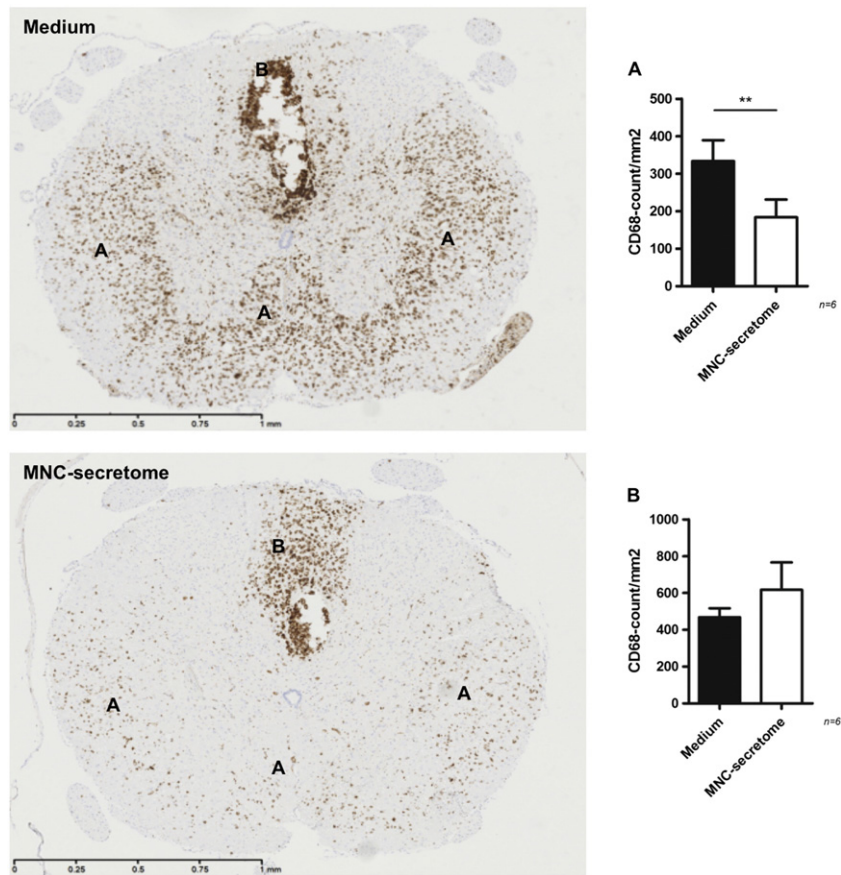 Medium
B
A
A
A
0
0.25
0.5
0.75
1 mm
A
**
500
400
300
200
100
0
CD68-count/mm2
Medium
MNC-secretome
n=6
MNC-secretome
B
A
A
A
0
0.25
0.5
0.75
1 mm
B
1000
800
600
400
200
0
CD68-count/mm2
Medium
MNC-secretome
n=6